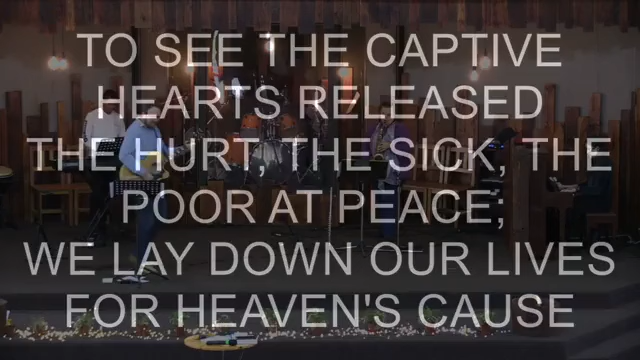 TO SEE THE CAPTIVE
HEARTS RELEASED
THE HURT, THE SICK, THE
POOR AT PEACE;
WE LAY DOWN OUR LIVES
FOR HEAVEN'S CAUSE